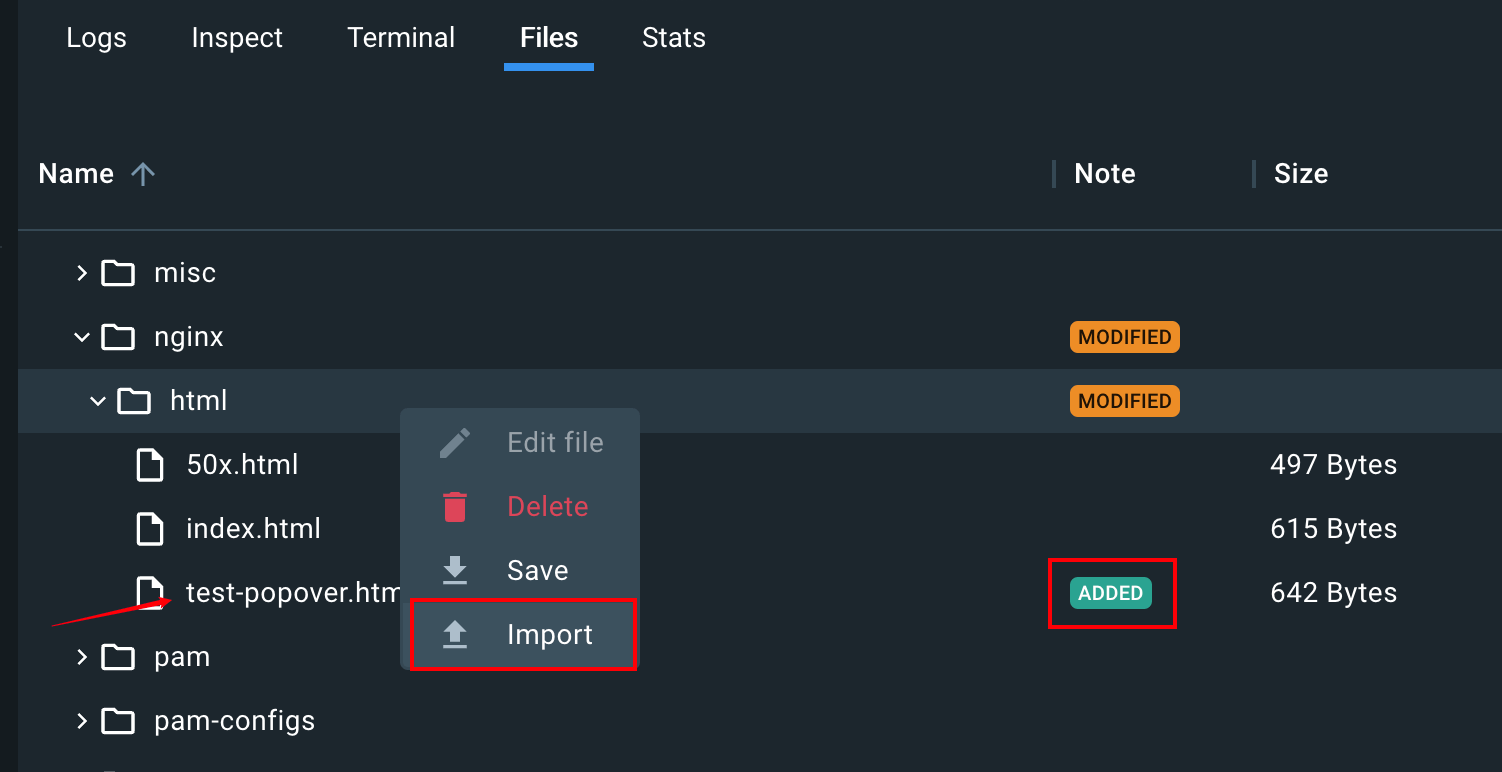 Logs Inspect Terminal Files Stats
Name Note Size
misc
nginx MODIFIED
html MODIFIED
Edit file
50x.html 497 Bytes
Delete
index.html 615 Bytes
Save
test-popover.htm ADDED 642 Bytes
Import
pam
pam-configs